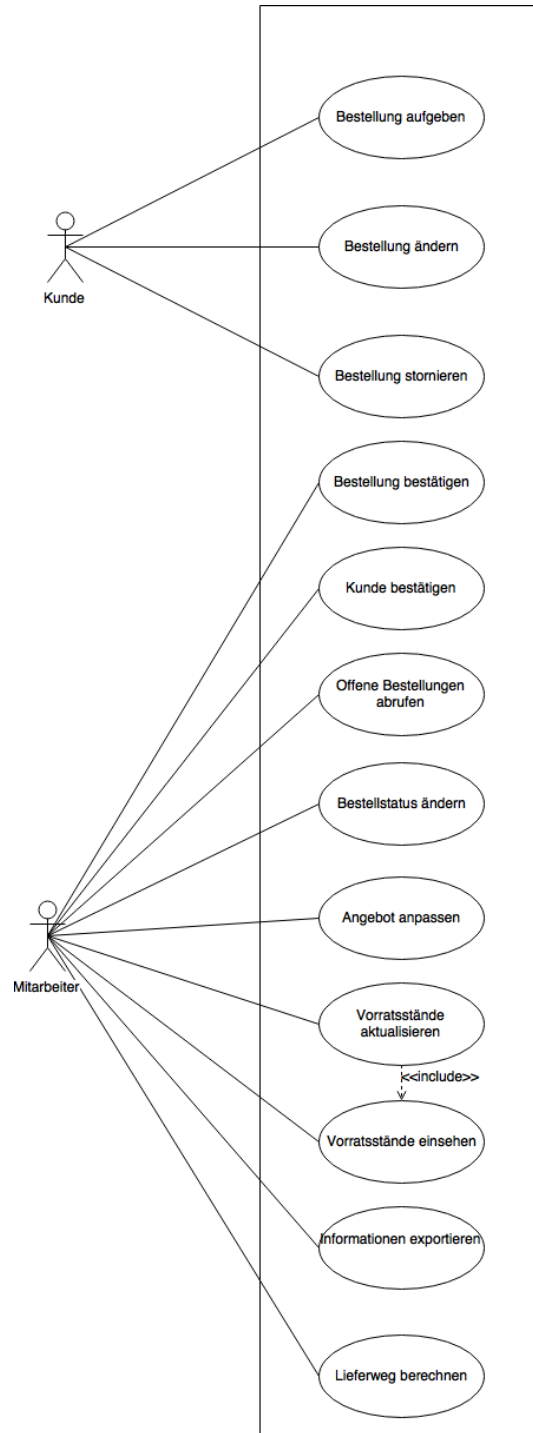 Bestellung aufgeben
Bestellung ändern
Kunde
Bestellung stornieren
Bestellung bestätigen
Kunde bestätigen
Offene Bestellungen
abrufen
Bestellstatus ändern
Angebot anpassen
Mitarbeiter
Vorratsstände
aktualisieren
<<include>>
Vorratsstände einsehen
Informationen exportieren
Lieferweg berechnen